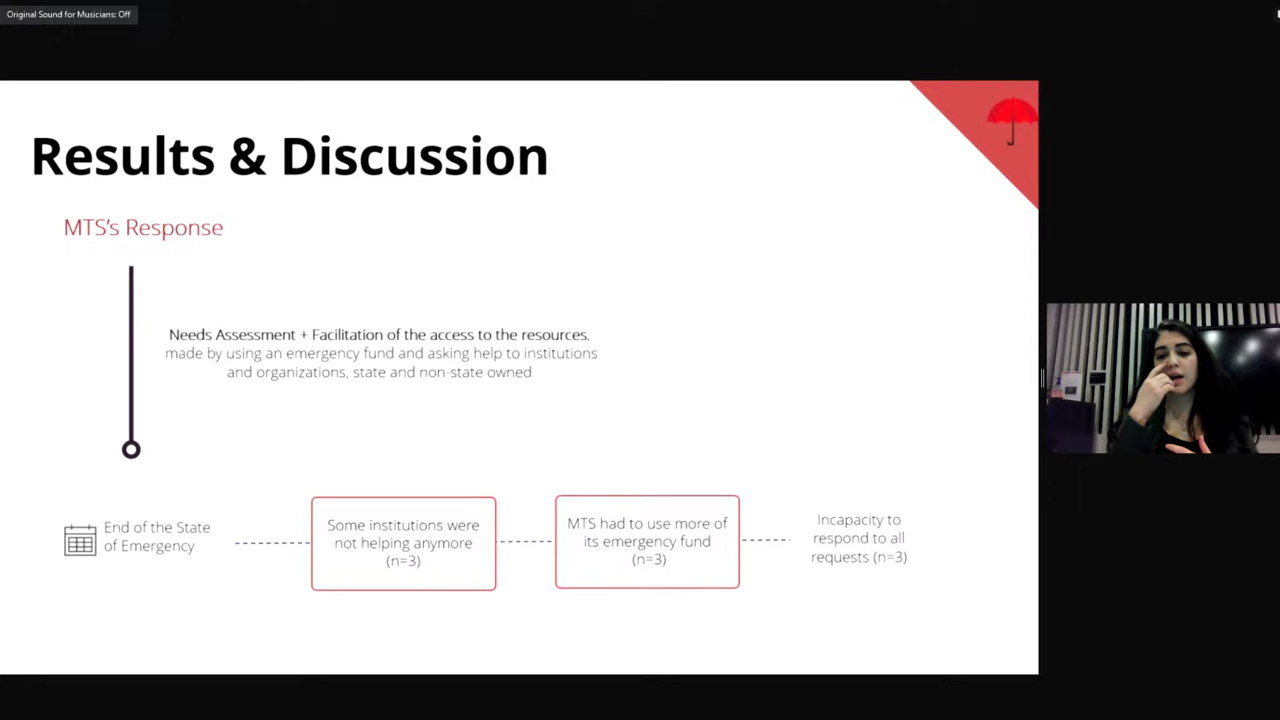 Original Sound for Musicians: Off
Results & Discussion
MTS's Response
Needs Assessment + Facilitation of the access to the resources,
made by using an emergency fund and asking help to institutions
and organizations, state and non-state owned
End of the State
of Emergency
Some institutions were
not helping anymore
(n=3)
MTS had to use more of
its emergency fund
(n=3)
Incapacity to
respond to all
requests (n=3)